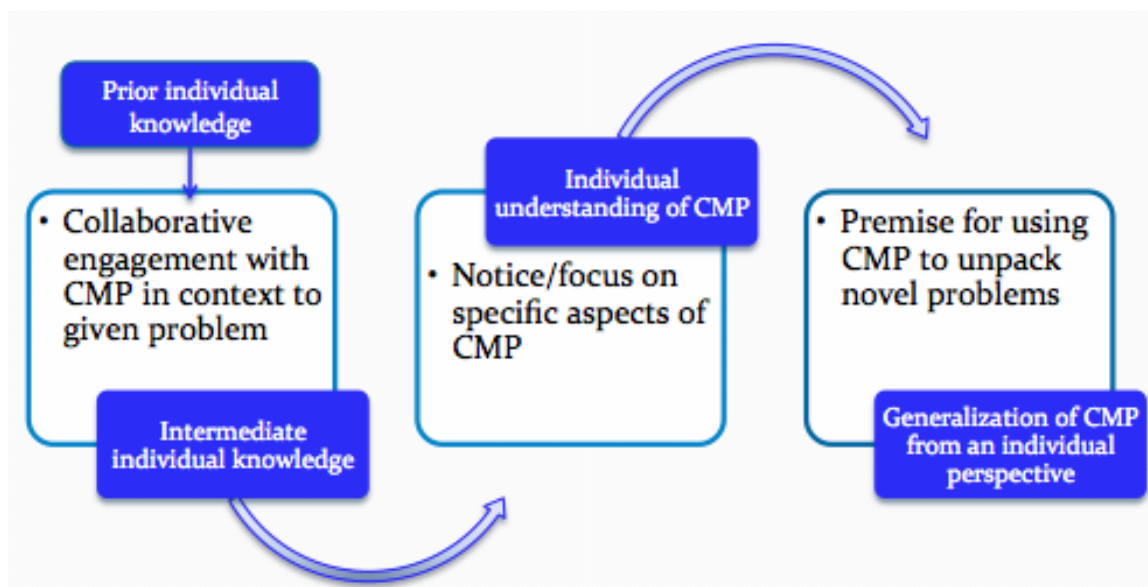 Prior individual
knowledge
• Collaborative
engagement with
CMP in context to
given problem
Intermediate
individual knowledge
Individual
understanding of CMP
• Notice/focus on
specific aspects of
CMP
• Premise for using
CMP to unpack
novel problems
Generalization of CMP
from an individual
perspective